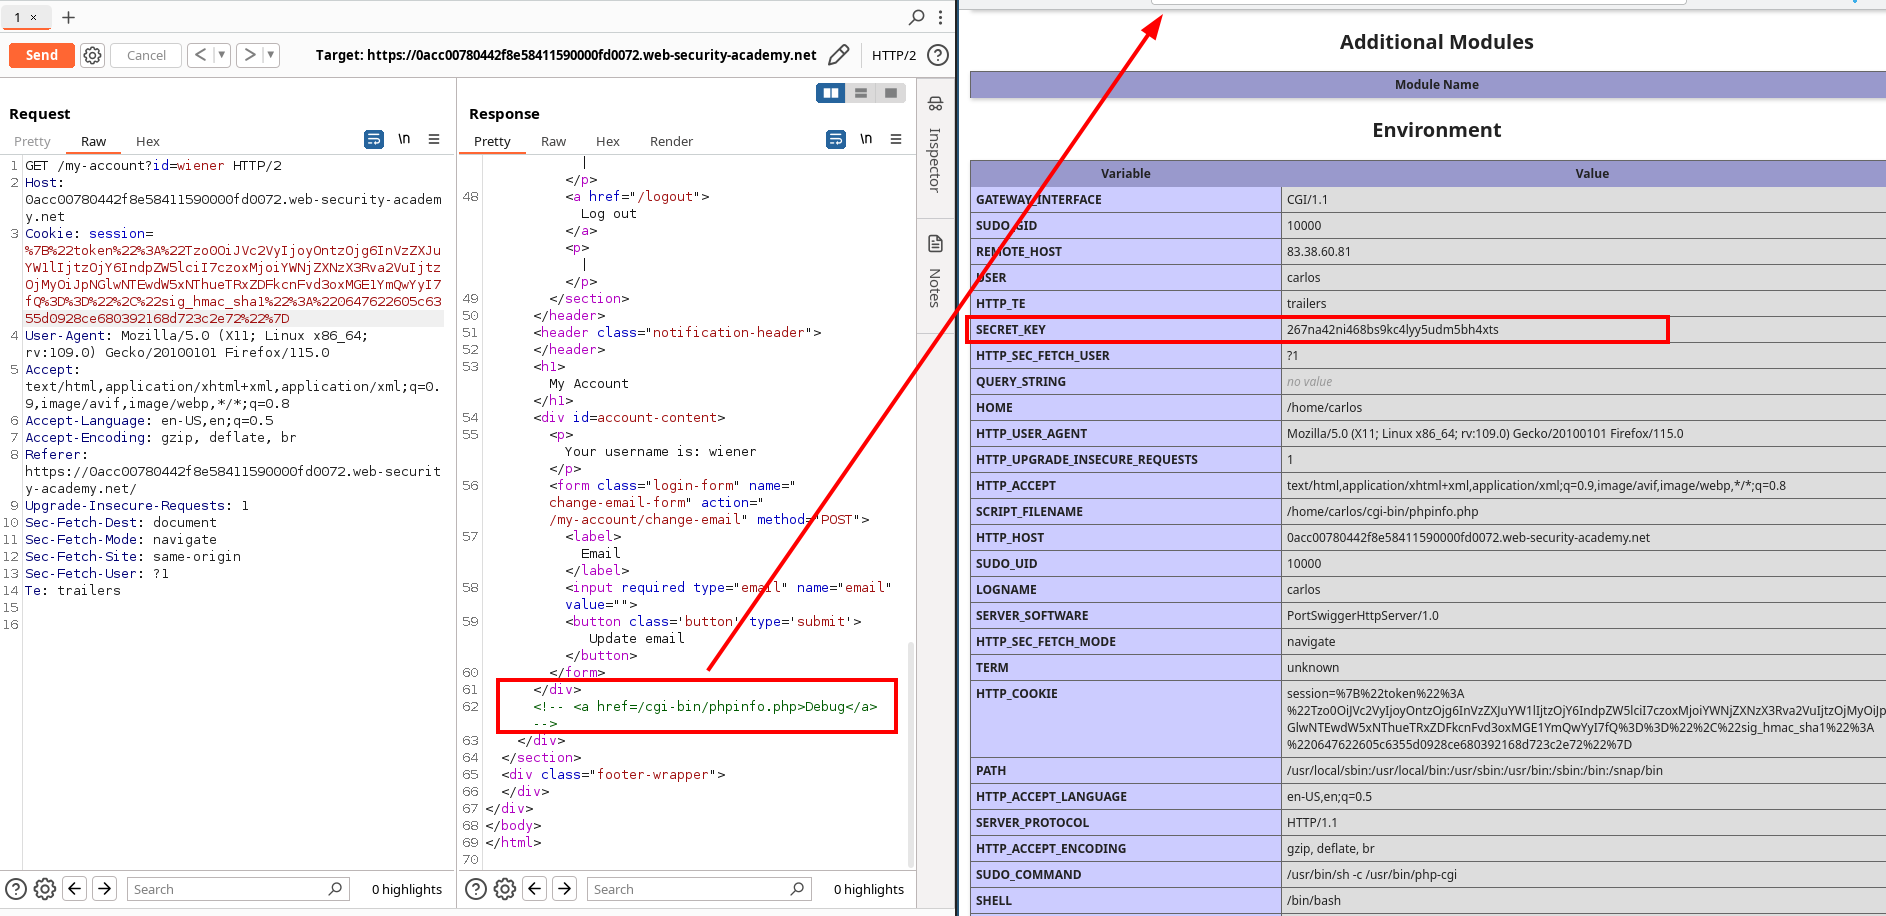 1 ×
+
Send
Cancel
<
>
Target: https://0acc00780442f8e58411590000fd0072.web-security-academy.net
HTTP/2
Request
Pretty
Raw
Hex
\n
1 GET /my-account?id=wiener HTTP/2
2 Host:
0acc00780442f8e58411590000fd0072.web-security-academ
y.net
3 Cookie: session=
%7B%22token%22%3A%22Tzo0OiJVc2VyIjoyOntzOjg6InVzZXJu
YW1lIjtzOjY6IndpZW5lciI7czoxMjoiYWNjZXNzX3Rva2VuIjtz
OjMyOiJpNGlwNTEwdW5xNThueTRxZDFkcnFvd3oxMGE1YmQwYyI7
fQ%3D%3D%22%2C%22sig_hmac_sha1%22%3A%220647622605c63
55d0928ce680392168d723c2e72%22%7D
4 User-Agent: Mozilla/5.0 (X11; Linux x86_64;
rv:109.0) Gecko/20100101 Firefox/115.0
5 Accept:
text/html,application/xhtml+xml,application/xml;q=0.
9,image/avif,image/webp,*/*;q=0.8
6 Accept-Language: en-US,en;q=0.5
7 Accept-Encoding: gzip, deflate, br
8 Referer:
https://0acc00780442f8e58411590000fd0072.web-securit
y-academy.net/
9 Upgrade-Insecure-Requests: 1
10 Sec-Fetch-Dest: document
11 Sec-Fetch-Mode: navigate
12 Sec-Fetch-Site: same-origin
13 Sec-Fetch-User: ?1
14 Te: trailers
15
16
Search
0 highlights
Response
Pretty
Raw
Hex
Render
\n
|
</p>
48 <a href="/logout">
Log out
</a>
<p>
|
</p>
49 </section>
50 </header>
51 <header class="notification-header">
52 </header>
53 <h1>
My Account
</h1>
54 <div id=account-content>
55 <p>
Your username is: wiener
</p>
56 <form class="login-form" name="
change-email-form" action="
/my-account/change-email" method="POST">
57 <label>
Email
</label>
58 <input required type="email" name="email"
value="">
59 <button class='button' type='submit'>
Update email
</button>
60 </form>
61 </div>
62 <!-- <a href=/cgi-bin/phpinfo.php>Debug</a>
-->
63 </div>
64 </section>
65 <div class="footer-wrapper">
66 </div>
67 </div>
68 </body>
69 </html>
70
Search
0 highlights
Inspector
Notes
Additional Modules
Module Name
Environment
Variable Value
GATEWAY_INTERFACE CGI/1.1
SUDO_GID 10000
REMOTE_HOST 83.38.60.81
USER carlos
HTTP_TE trailers
SECRET_KEY 267na42ni468bs9kc4lyy5udm5bh4xts
HTTP_SEC_FETCH_USER ?1
QUERY_STRING no value
HOME /home/carlos
HTTP_USER_AGENT Mozilla/5.0 (X11; Linux x86_64; rv:109.0) Gecko/20100101 Firefox/115.0
HTTP_UPGRADE_INSECURE_REQUESTS 1
HTTP_ACCEPT text/html,application/xhtml+xml,application/xml;q=0.9,image/avif,image/webp,*/*;q=0.8
SCRIPT_FILENAME /home/carlos/cgi-bin/phpinfo.php
HTTP_HOST 0acc00780442f8e58411590000fd0072.web-security-academy.net
SUDO_UID 10000
LOGNAME carlos
SERVER_SOFTWARE PortSwiggerHttpServer/1.0
HTTP_SEC_FETCH_MODE navigate
TERM unknown
HTTP_COOKIE session=%7B%22token%22%3A
%22Tzo0OiJVc2VyIjoyOntzOjg6InVzZXJuYW1lIjtzOjY6IndpZW5lciI7czoxMjoiYWNjZXNzX3Rva2VuIjtzOjMyOiJp
GlwNTEwdW5xNThueTRxZDFkcnFvd3oxMGE1YmQwYyI7fQ%3D%3D%22%2C%22sig_hmac_sha1%22%3A
%220647622605c6355d0928ce680392168d723c2e72%22%7D
PATH /usr/local/sbin:/usr/local/bin:/usr/sbin:/usr/bin:/sbin:/bin:/snap/bin
HTTP_ACCEPT_LANGUAGE en-US,en;q=0.5
SERVER_PROTOCOL HTTP/1.1
HTTP_ACCEPT_ENCODING gzip, deflate, br
SUDO_COMMAND /usr/bin/sh -c /usr/bin/php-cgi
SHELL /bin/bash